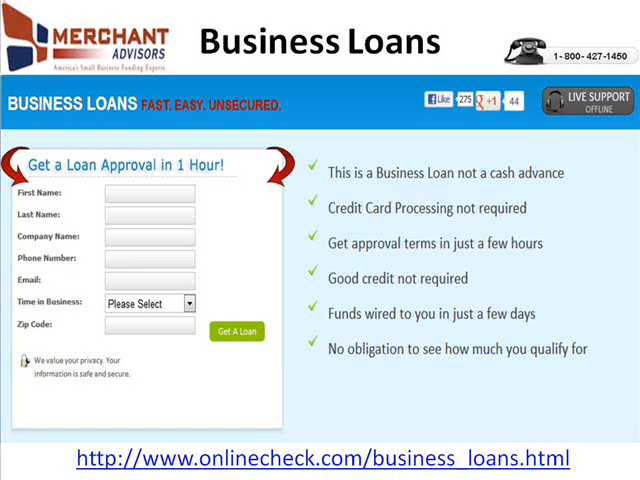 MERCHANT
ADVISORS
America's Small Business Funding Experts
Business Loans
1- 800- 427-1450
BUSINESS LOANS FAST. EASY. UNSECURED.
Like 275 +1 44
LIVE SUPPORT
OFFLINE
Get a Loan Approval in 1 Hour!
First Name:
Last Name:
Company Name:
Phone Number:
Email:
Time in Business: Please Select
Zip Code:
Get A Loan
We value your privacy. Your
information is safe and secure.
This is a Business Loan not a cash advance
Credit Card Processing not required
Get approval terms in just a few hours
Good credit not required
Funds wired to you in just a few days
No obligation to see how much you qualify for
http://www.onlinecheck.com/business_loans.html